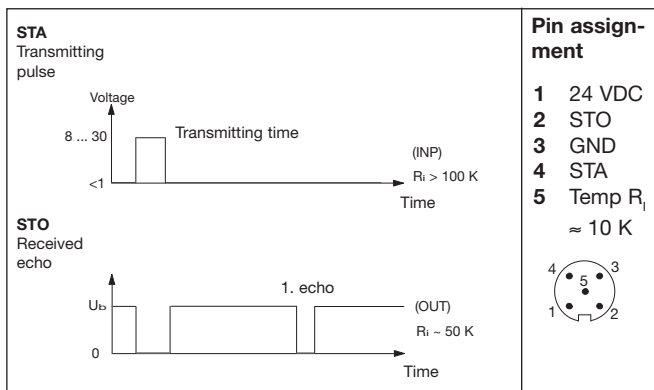 STA
Transmitting
pulse
Voltage
8 ... 30
Transmitting time
(INP)
<1
Ri > 100 K
Time
STO
Received
echo
1. echo
Ub
(OUT)
Ri ~ 50 K
0
Time
Pin assign-
ment
1 24 VDC
2 STO
3 GND
4 STA
5 Temp RI
≈ 10 K
4 3
5
1 2